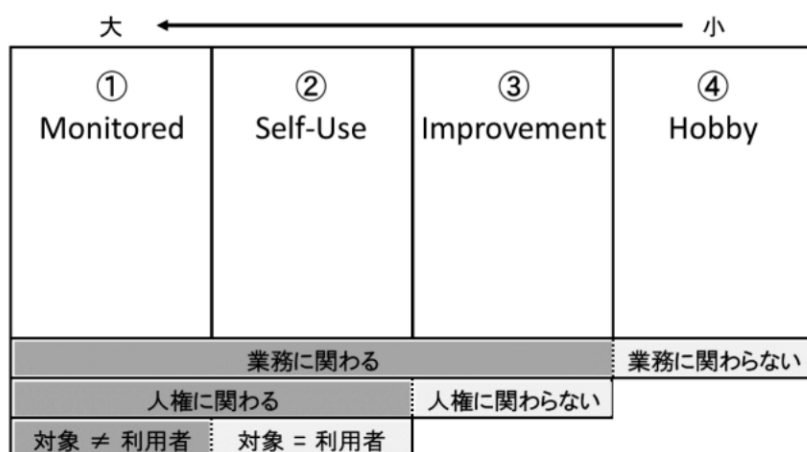 大 小
① ② ③ ④
Monitored Self-Use Improvement Hobby
業務に関わる 業務に関わらない
人権に関わる 人権に関わらない
対象 ≠ 利用者 対象 = 利用者